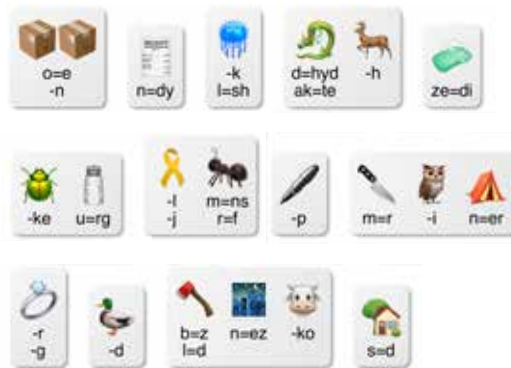 o=e
-n
n=dy
-k
l=sh
d=hyd -h
ak=te
ze=di
-ke u=rg
-l m=ns
-j r=f
-p
m=r -i n=er
-r
-g
-d
b=z n=ez -ko
l=d
s=d